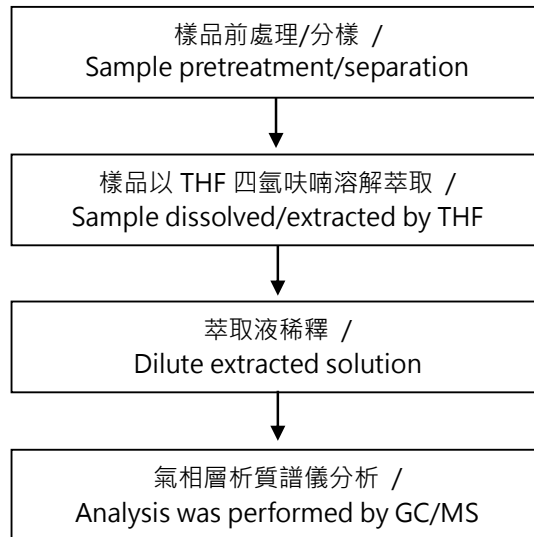 樣品前處理/分樣 /
Sample pretreatment/separation
樣品以 THF 四氫呋喃溶解萃取 /
Sample dissolved/extracted by THF
萃取液稀釋 /
Dilute extracted solution
氣相層析質譜儀分析 /
Analysis was performed by GC/MS